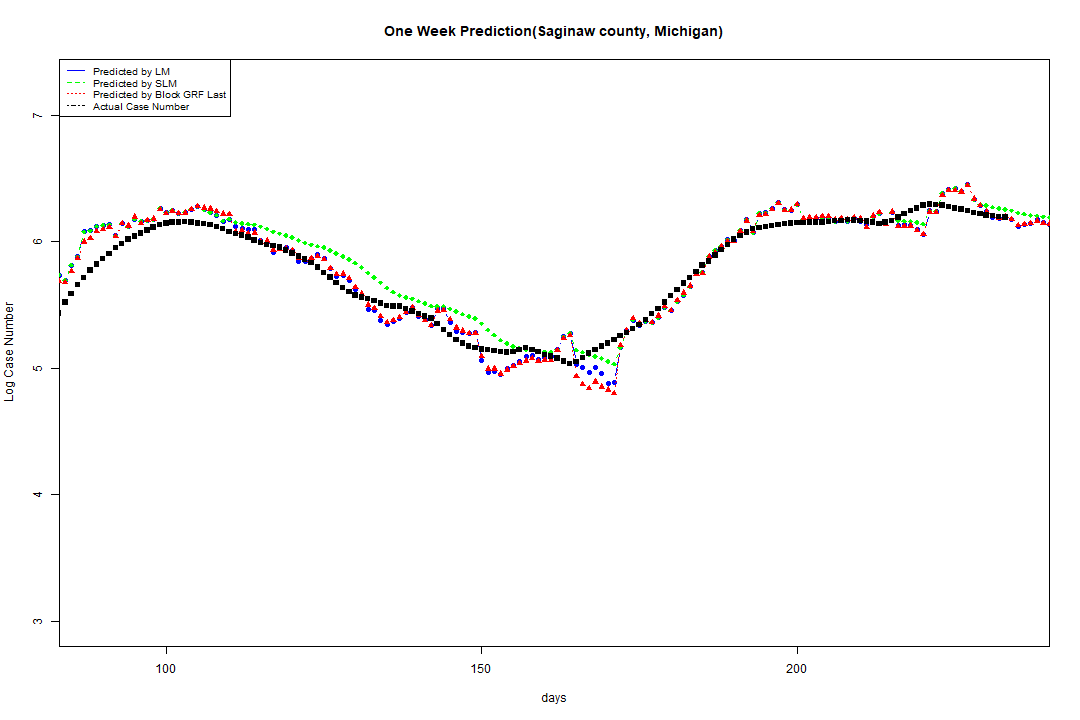 One Week Prediction(Saginaw county, Michigan)
Predicted by LM
Predicted by SLM
Predicted by Block GRF Last
Actual Case Number
7
6
5
4
3
Log Case Number
100 150 200
days